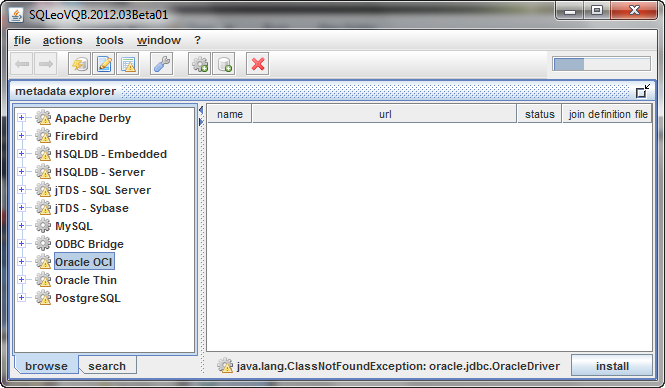 SQLeoVQB.2012.03Beta01
file actions tools window ?
metadata explorer
name url status join definition file
Apache Derby
Firebird
HSQLDB - Embedded
HSQLDB - Server
jTDS - SQL Server
jTDS - Sybase
MySQL
ODBC Bridge
Oracle OCI
Oracle Thin
PostgreSQL
browse search
java.lang.ClassNotFoundException: oracle.jdbc.OracleDriver install